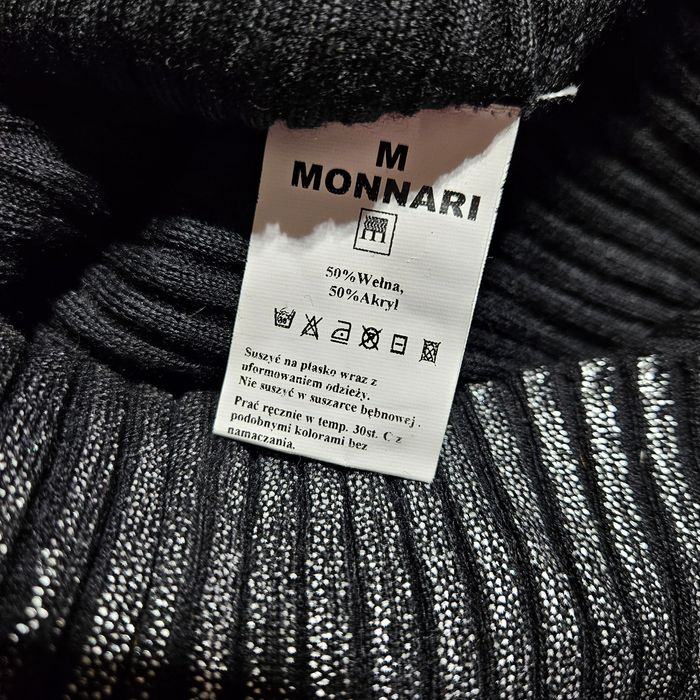 M
MONNARI
m
50%Wełna,
50%Akryl
Suszyć na płasko wraz z
uformowaniem odzieży.
Nie suszyć w suszarce bębnowej.
Prać ręcznie w temp. 30st. C z
podobnymi kolorami bez
namaczania.